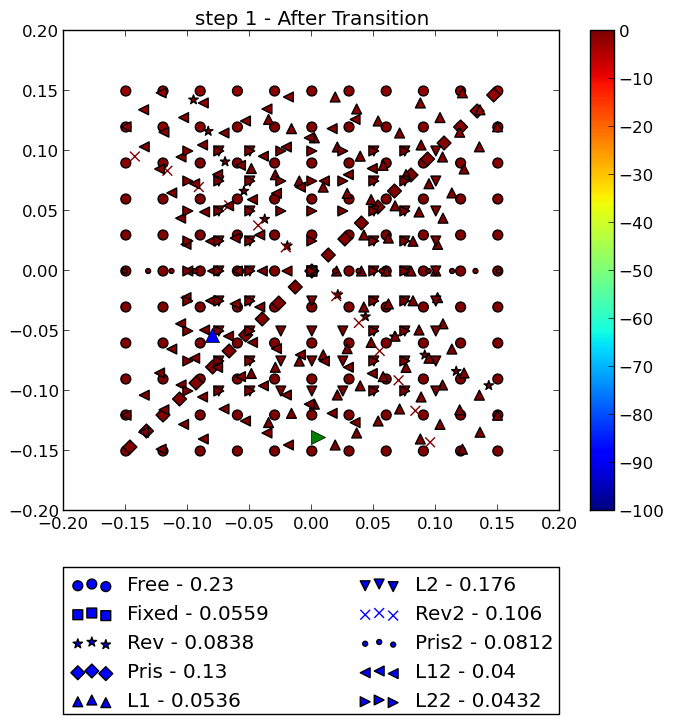 step 1 - After Transition
0.20
0.15
0.10
0.05
0.00
−0.05
−0.10
−0.15
−0.20
−0.20 −0.15 −0.10 −0.05 0.00 0.05 0.10 0.15 0.20
0
−10
−20
−30
−40
−50
−60
−70
−80
−90
−100
Free - 0.23
Fixed - 0.0559
Rev - 0.0838
Pris - 0.13
L1 - 0.0536
L2 - 0.176
Rev2 - 0.106
Pris2 - 0.0812
L12 - 0.04
L22 - 0.0432